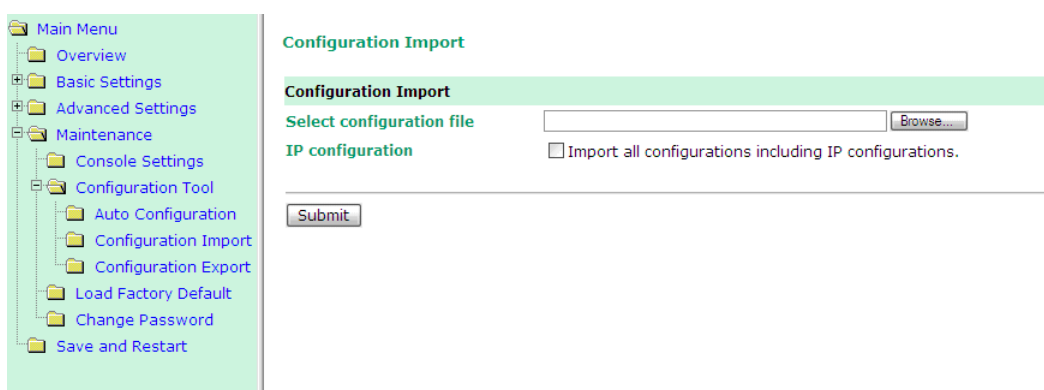 Main Menu
Overview
Basic Settings
Advanced Settings
Maintenance
Console Settings
Configuration Tool
Auto Configuration
Configuration Import
Configuration Export
Load Factory Default
Change Password
Save and Restart
Configuration Import
Configuration Import
Select configuration file Browse...
IP configuration Import all configurations including IP configurations.
Submit